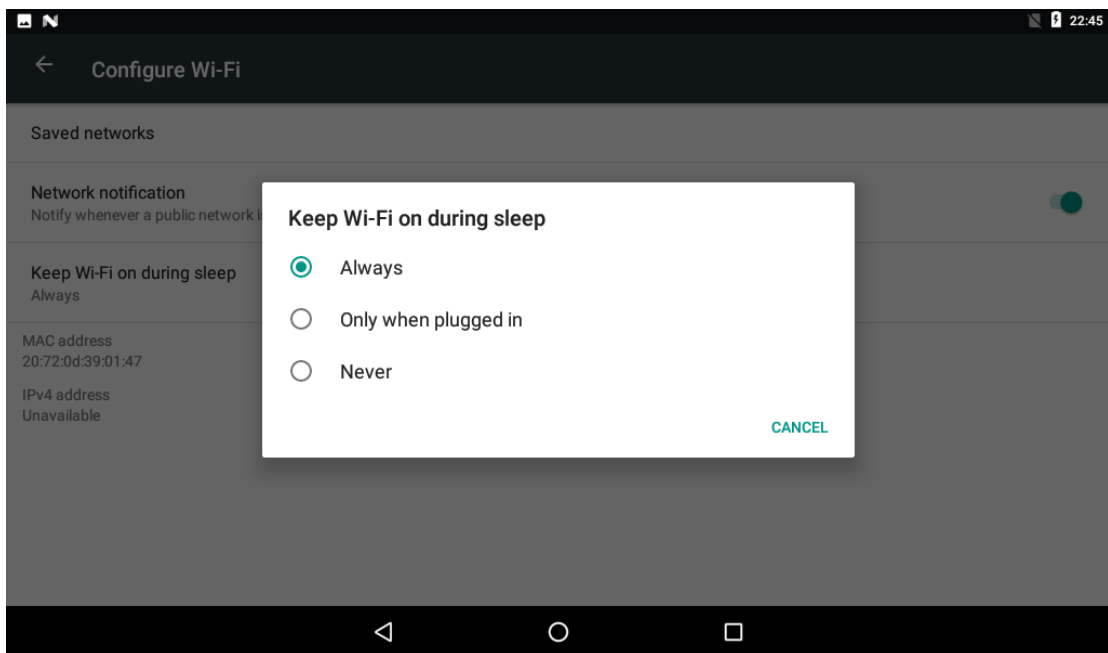 22:45
Configure Wi-Fi
Saved networks
Network notification
Notify whenever a public network
Keep Wi-Fi on during sleep
Always
MAC address
20:72:0d:39:01:47
IPv4 address
Unavailable
Keep Wi-Fi on during sleep
Always
Only when plugged in
Never
CANCEL